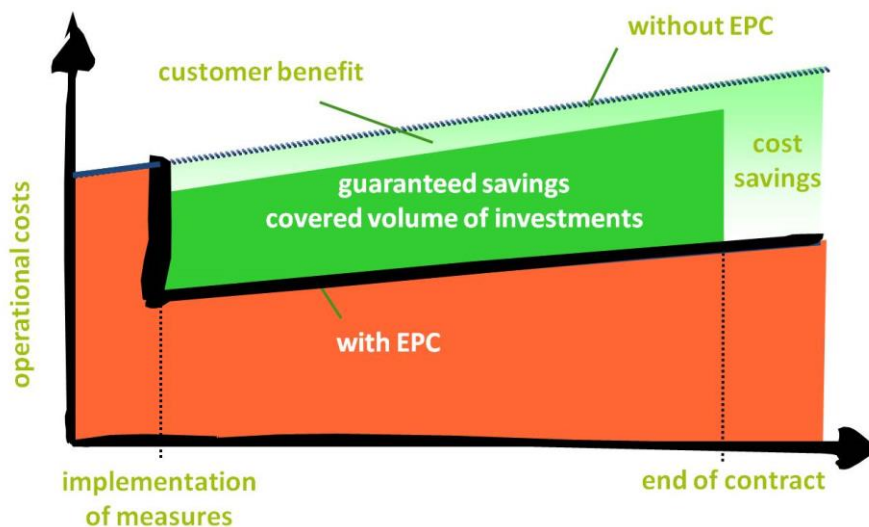 without EPC
customer benefit
cost
savings
guaranteed savings
covered volume of investments
operational costs
with EPC
implementation
of measures
end of contract